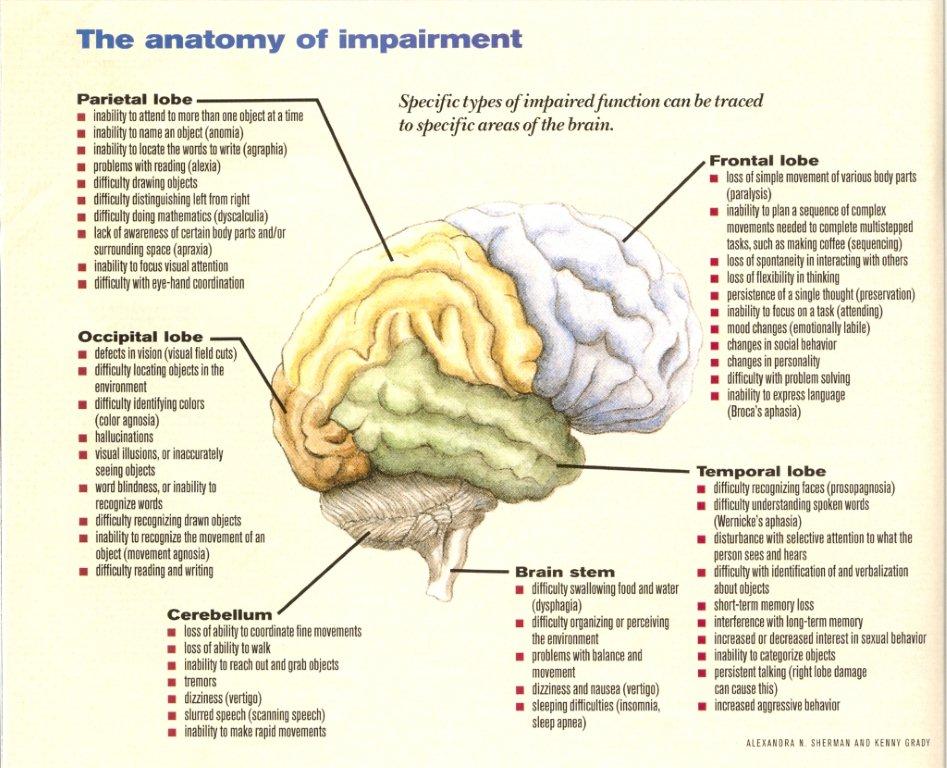 The anatomy of impairment
Specific types of impaired function can be traced
to specific areas of the brain.
Parietal lobe
■ inability to attend to more than one object at a time
■ inability to name an object (anomia)
■ inability to locate the words to write (agraphia)
■ problems with reading (alexia)
■ difficulty drawing objects
■ difficulty distinguishing left from right
■ difficulty doing mathematics (dyscalculia)
■ lack of awareness of certain body parts and/or
surrounding space (apraxia)
■ inability to focus visual attention
■ difficulty with eye-hand coordination
Frontal lobe
■ loss of simple movement of various body parts
(paralysis)
■ inability to plan a sequence of complex
movements needed to complete multistepped
tasks, such as making coffee (sequencing)
■ loss of spontaneity in interacting with others
■ loss of flexibility in thinking
■ persistence of a single thought (preservation)
■ inability to focus on a task (attending)
■ mood changes (emotionally labile)
■ changes in social behavior
■ changes in personality
■ difficulty with problem solving
■ inability to express language
(Broca's aphasia)
Occipital lobe
■ defects in vision (visual field cuts)
■ difficulty locating objects in the
environment
■ difficulty identifying colors
(color agnosia)
■ hallucinations
■ visual illusions, or inaccurately
seeing objects
■ word blindness, or inability to
recognize words
■ difficulty recognizing drawn objects
■ inability to recognize the movement of an
object (movement agnosia)
■ difficulty reading and writing
Temporal lobe
■ difficulty recognizing faces (prosopagnosia)
■ difficulty understanding spoken words
(Wernicke's aphasia)
■ disturbance with selective attention to what the
person sees and hears
■ difficulty with identification of and verbalization
about objects
■ short-term memory loss
■ interference with long-term memory
■ increased or decreased interest in sexual behavior
■ inability to categorize objects
■ persistent talking (right lobe damage
can cause this)
■ increased aggressive behavior
Brain stem
■ difficulty swallowing food and water
(dysphagia)
■ difficulty organizing or perceiving
the environment
■ problems with balance and
movement
■ dizziness and nausea (vertigo)
■ sleeping difficulties (insomnia,
sleep apnea)
Cerebellum
■ loss of ability to coordinate fine movements
■ loss of ability to walk
■ inability to reach out and grab objects
■ tremors
■ dizziness (vertigo)
■ slurred speech (scanning speech)
■ inability to make rapid movements
ALEXANDRA N. SHERMAN AND KENNY GRADY